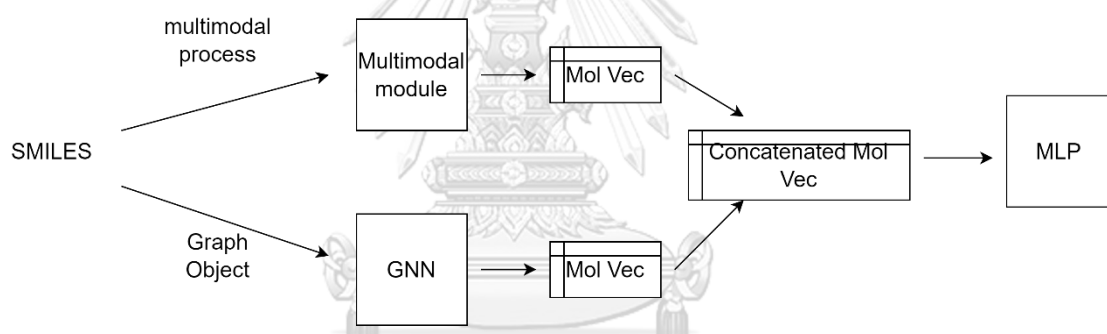 multimodal
process
Multimodal
module
Mol Vec
SMILES
Concatenated Mol
Vec
MLP
Graph
Object
GNN
Mol Vec